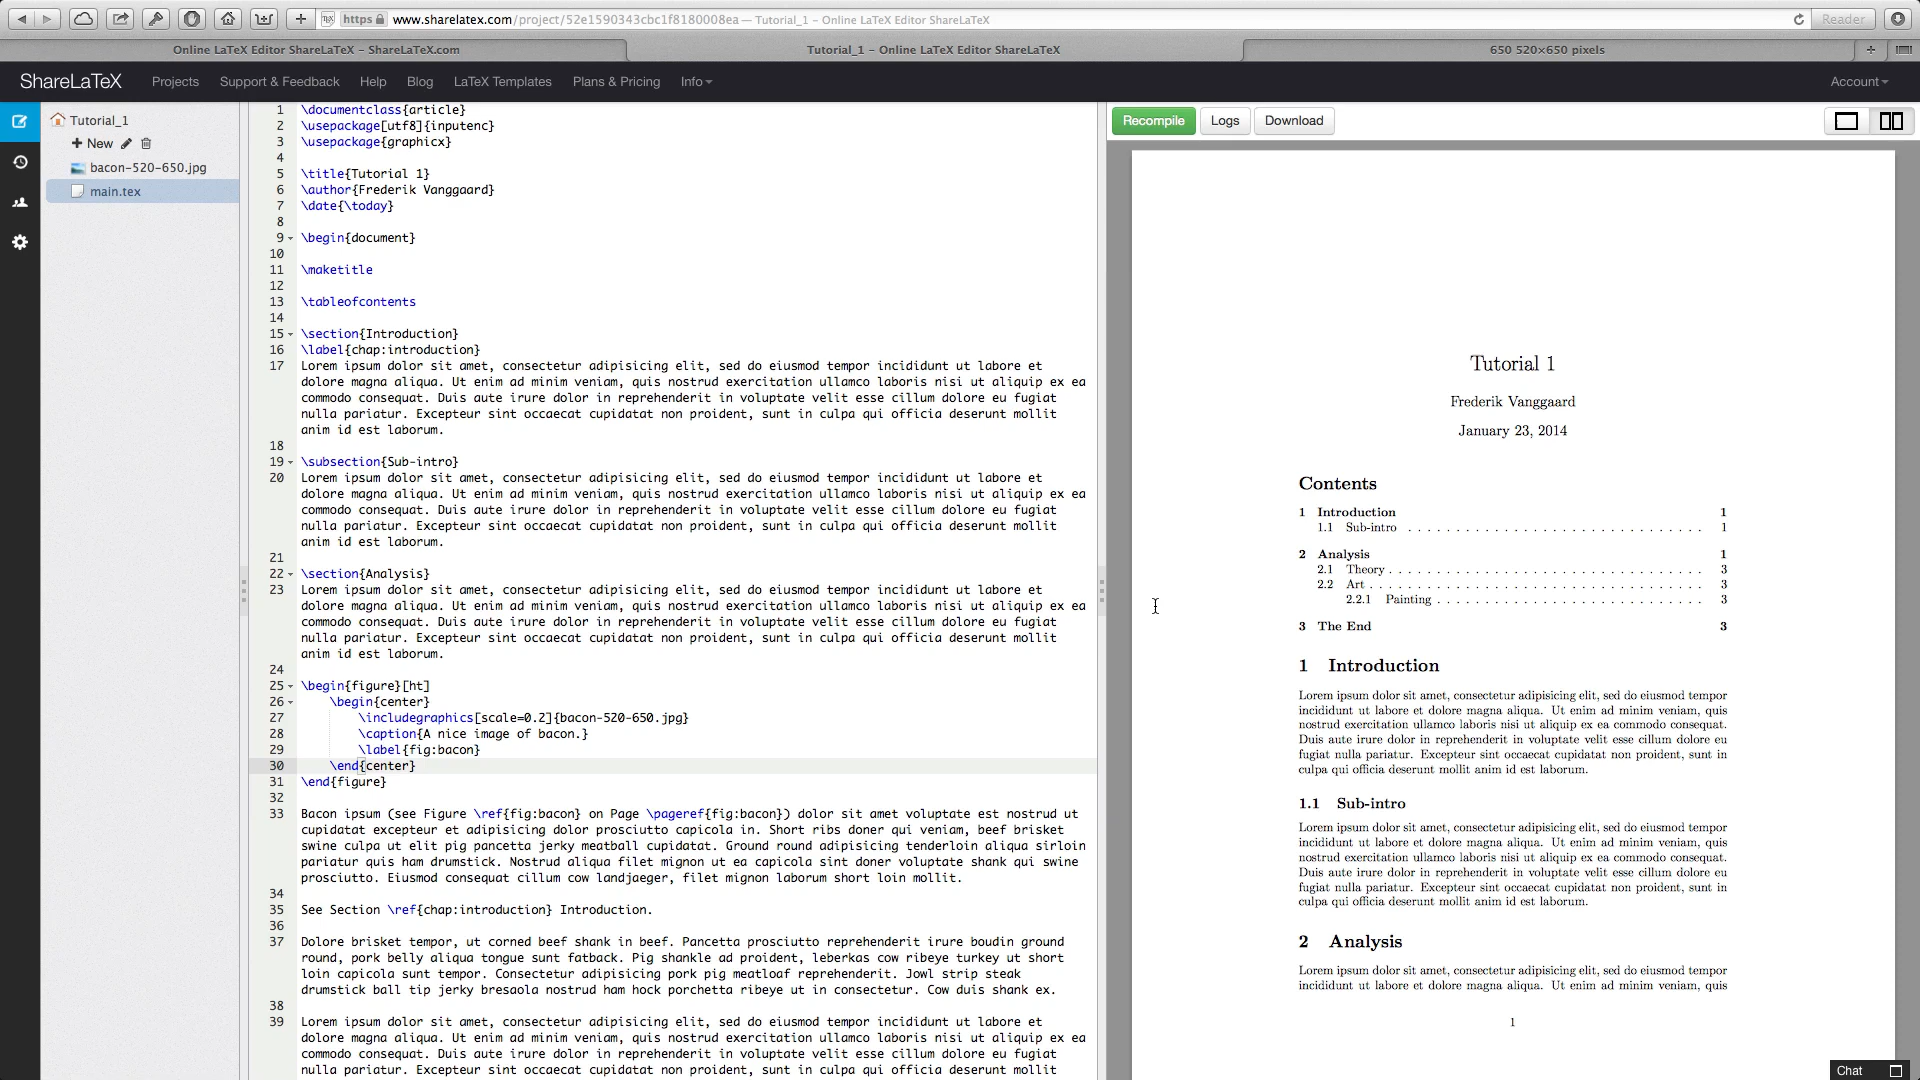 https www.sharelatex.com/project/52e1590343cbc1f8180008ea — Tutorial_1 – Online LaTeX Editor ShareLaTeX Reader
Online LaTeX Editor ShareLaTeX – ShareLaTeX.com
Tutorial_1 – Online LaTeX Editor ShareLaTeX
650 520×650 pixels
ShareLaTeX Projects Support & Feedback Help Blog LaTeX Templates Plans & Pricing Info Account
Tutorial_1
New
bacon-520-650.jpg
main.tex
1 \documentclass{article}
2 \usepackage[utf8]{inputenc}
3 \usepackage{graphicx}
4
5 \title{Tutorial 1}
6 \author{Frederik Vanggaard}
7 \date{\today}
8
9 \begin{document}
10
11 \maketitle
12
13 \tableofcontents
14
15 \section{Introduction}
16 \label{chap:introduction}
17 Lorem ipsum dolor sit amet, consectetur adipisicing elit, sed do eiusmod tempor incididunt ut labore et
dolore magna aliqua. Ut enim ad minim veniam, quis nostrud exercitation ullamco laboris nisi ut aliquip ex ea
commodo consequat. Duis aute irure dolor in reprehenderit in voluptate velit esse cillum dolore eu fugiat
nulla pariatur. Excepteur sint occaecat cupidatat non proident, sunt in culpa qui officia deserunt mollit
anim id est laborum.
18
19 \subsection{Sub-intro}
20 Lorem ipsum dolor sit amet, consectetur adipisicing elit, sed do eiusmod tempor incididunt ut labore et
dolore magna aliqua. Ut enim ad minim veniam, quis nostrud exercitation ullamco laboris nisi ut aliquip ex ea
commodo consequat. Duis aute irure dolor in reprehenderit in voluptate velit esse cillum dolore eu fugiat
nulla pariatur. Excepteur sint occaecat cupidatat non proident, sunt in culpa qui officia deserunt mollit
anim id est laborum.
21
22 \section{Analysis}
23 Lorem ipsum dolor sit amet, consectetur adipisicing elit, sed do eiusmod tempor incididunt ut labore et
dolore magna aliqua. Ut enim ad minim veniam, quis nostrud exercitation ullamco laboris nisi ut aliquip ex ea
commodo consequat. Duis aute irure dolor in reprehenderit in voluptate velit esse cillum dolore eu fugiat
nulla pariatur. Excepteur sint occaecat cupidatat non proident, sunt in culpa qui officia deserunt mollit
anim id est laborum.
24
25 \begin{figure}[ht]
26 \begin{center}
27 \includegraphics[scale=0.2]{bacon-520-650.jpg}
28 \caption{A nice image of bacon.}
29 \label{fig:bacon}
30 \end{center}
31 \end{figure}
32
33 Bacon ipsum (see Figure \ref{fig:bacon} on Page \pageref{fig:bacon}) dolor sit amet voluptate est nostrud ut
cupidatat excepteur et adipisicing dolor prosciutto capicola in. Short ribs doner qui veniam, beef brisket
swine culpa ut elit pig pancetta jerky meatball cupidatat. Ground round adipisicing tenderloin aliqua sirloin
pariatur quis ham drumstick. Nostrud aliqua filet mignon ut ea capicola sint doner voluptate shank qui swine
prosciutto. Eiusmod consequat cillum cow landjaeger, filet mignon laborum short loin mollit.
34
35 See Section \ref{chap:introduction} Introduction.
36
37 Dolore brisket tempor, ut corned beef shank in beef. Pancetta prosciutto reprehenderit irure boudin ground
round, pork belly aliqua tongue sunt fatback. Pig shankle ad proident, leberkas cow ribeye turkey ut short
loin capicola sunt tempor. Consectetur adipisicing pork pig meatloaf reprehenderit. Jowl strip steak
drumstick ball tip jerky bresaola nostrud ham hock porchetta ribeye ut in consectetur. Cow duis shank ex.
38
39 Lorem ipsum dolor sit amet, consectetur adipisicing elit, sed do eiusmod tempor incididunt ut labore et
dolore magna aliqua. Ut enim ad minim veniam, quis nostrud exercitation ullamco laboris nisi ut aliquip ex ea
commodo consequat. Duis aute irure dolor in reprehenderit in voluptate velit esse cillum dolore eu fugiat
nulla pariatur. Excepteur sint occaecat cupidatat non proident, sunt in culpa qui officia deserunt mollit
Recompile Logs Download
Tutorial 1
Frederik Vanggaard
January 23, 2014
Contents
1 Introduction 1
1.1 Sub-intro . . . . . . . . . . . . . . . . . . . . . . . . . . . . . . 1
2 Analysis 1
2.1 Theory . . . . . . . . . . . . . . . . . . . . . . . . . . . . . . . . 3
2.2 Art . . . . . . . . . . . . . . . . . . . . . . . . . . . . . . . . . . 3
2.2.1 Painting . . . . . . . . . . . . . . . . . . . . . . . . . . . 3
3 The End 3
1 Introduction
Lorem ipsum dolor sit amet, consectetur adipisicing elit, sed do eiusmod tempor
incididunt ut labore et dolore magna aliqua. Ut enim ad minim veniam, quis
nostrud exercitation ullamco laboris nisi ut aliquip ex ea commodo consequat.
Duis aute irure dolor in reprehenderit in voluptate velit esse cillum dolore eu
fugiat nulla pariatur. Excepteur sint occaecat cupidatat non proident, sunt in
culpa qui officia deserunt mollit anim id est laborum.
1.1 Sub-intro
Lorem ipsum dolor sit amet, consectetur adipisicing elit, sed do eiusmod tempor
incididunt ut labore et dolore magna aliqua. Ut enim ad minim veniam, quis
nostrud exercitation ullamco laboris nisi ut aliquip ex ea commodo consequat.
Duis aute irure dolor in reprehenderit in voluptate velit esse cillum dolore eu
fugiat nulla pariatur. Excepteur sint occaecat cupidatat non proident, sunt in
culpa qui officia deserunt mollit anim id est laborum.
2 Analysis
Lorem ipsum dolor sit amet, consectetur adipisicing elit, sed do eiusmod tempor
incididunt ut labore et dolore magna aliqua. Ut enim ad minim veniam, quis
1
Chat